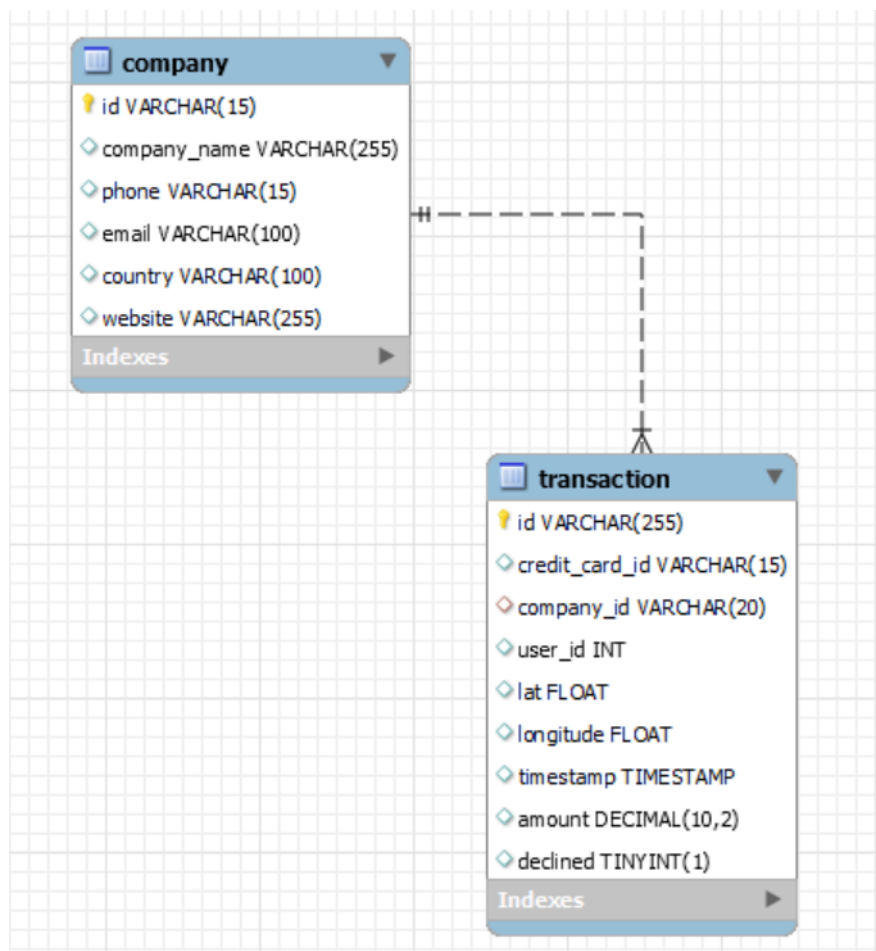 company
id VARCHAR(15)
company_name VARCHAR(255)
phone VARCHAR(15)
email VARCHAR(100)
country VARCHAR(100)
website VARCHAR(255)
Indexes
transaction
id VARCHAR(255)
credit_card_id VARCHAR(15)
company_id VARCHAR(20)
user_id INT
lat FLOAT
longitude FLOAT
timestamp TIMESTAMP
amount DECIMAL(10,2)
declined TINYINT(1)
Indexes